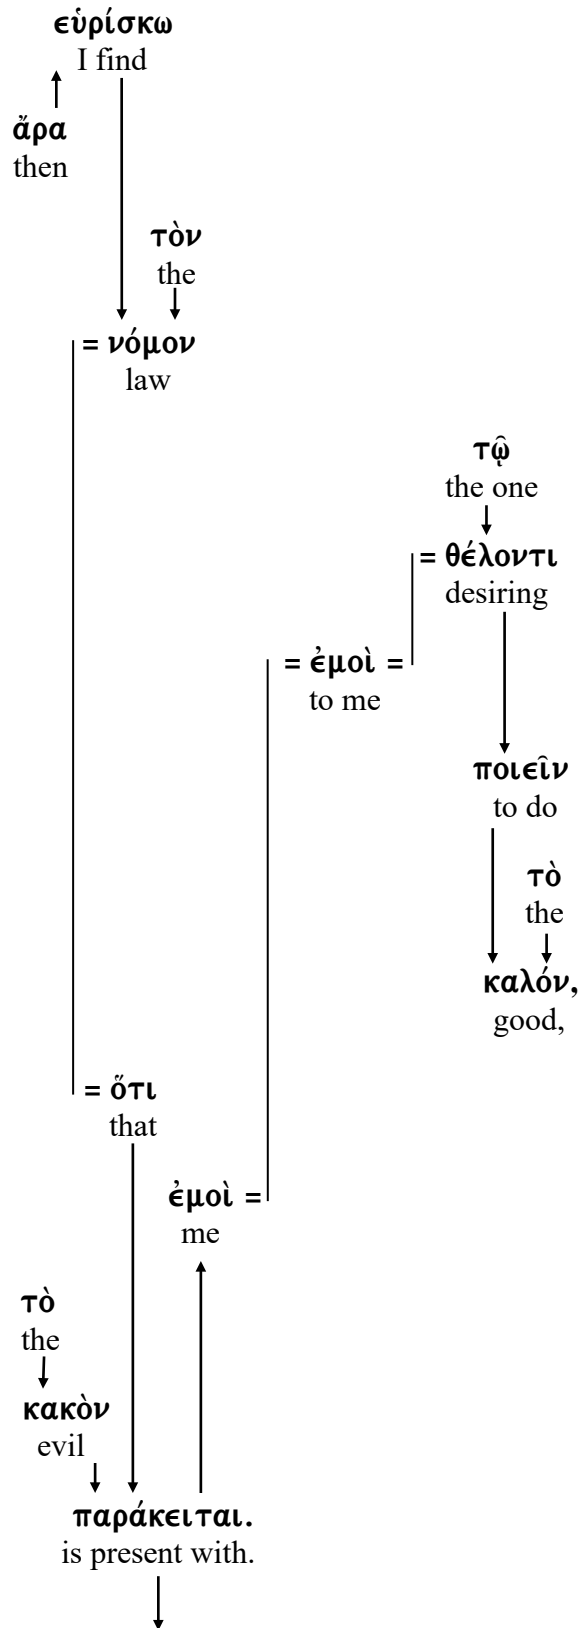 εὑρίσκω
I find
ἄρα
then
τὸν
the
= νόμον
law
τῷ
the one
= θέλοντι
desiring
= ἐμοὶ =
to me
ποιεῖν
to do
τὸ
the
καλόν,
good,
= ὅτι
that
ἐμοὶ =
me
τὸ
the
κακὸν
evil
παράκειται.
is present with.